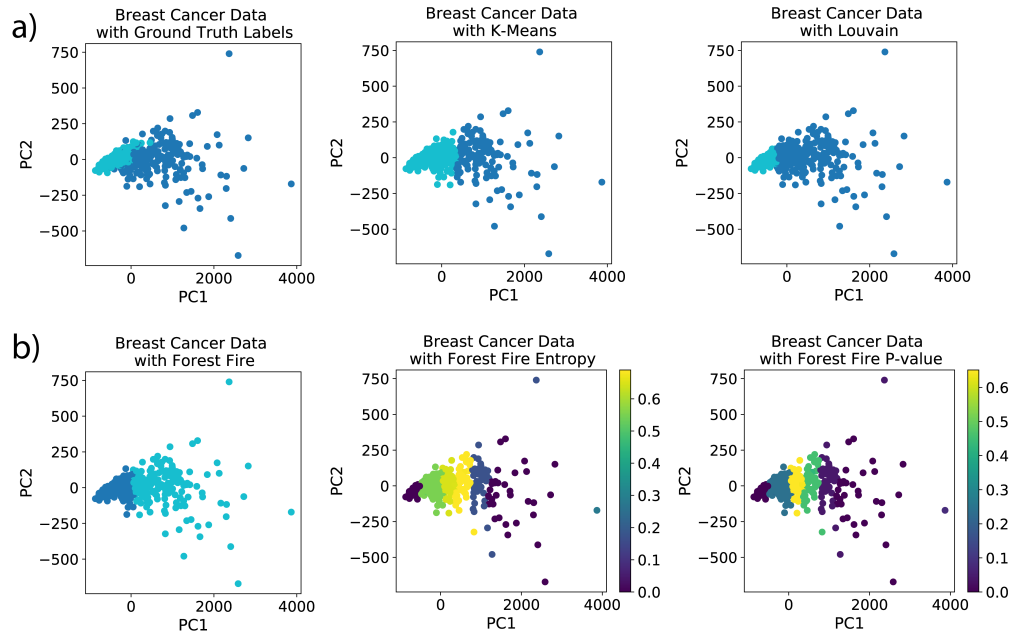 a)
Breast Cancer Data
with Ground Truth Labels
750
500
250
0
−250
−500
PC2
0 2000 4000
PC1
Breast Cancer Data
with K-Means
750
500
250
0
−250
−500
PC2
0 2000 4000
PC1
Breast Cancer Data
with Louvain
750
500
250
0
−250
−500
PC2
0 2000 4000
PC1
b)
Breast Cancer Data
with Forest Fire
750
500
250
0
−250
−500
PC2
0 2000 4000
PC1
Breast Cancer Data
with Forest Fire Entropy
750
500
250
0
−250
−500
PC2
0 2000 4000
PC1
0.6
0.5
0.4
0.3
0.2
0.1
0.0
Breast Cancer Data
with Forest Fire P-value
750
500
250
0
−250
−500
PC2
0 2000 4000
PC1
0.6
0.5
0.4
0.3
0.2
0.1
0.0